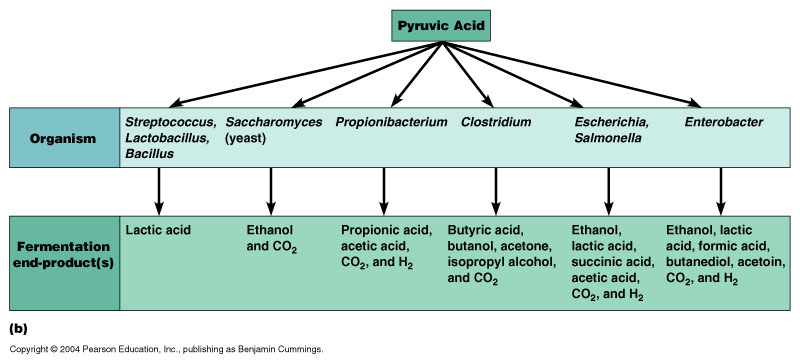 Pyruvic Acid
Organism
Streptococcus,
Lactobacillus,
Bacillus
Saccharomyces
(yeast)
Propionibacterium
Clostridium
Escherichia,
Salmonella
Enterobacter
Fermentation
end-product(s)
Lactic acid
Ethanol
and CO₂
Propionic acid,
acetic acid,
CO₂, and H₂
Butyric acid,
butanol, acetone,
isopropyl alcohol,
and CO₂
Ethanol,
lactic acid,
succinic acid,
acetic acid,
CO₂, and H₂
Ethanol, lactic
acid, formic acid,
butanediol, acetoin,
CO₂, and H₂
(b)
Copyright © 2004 Pearson Education, Inc., publishing as Benjamin Cummings.